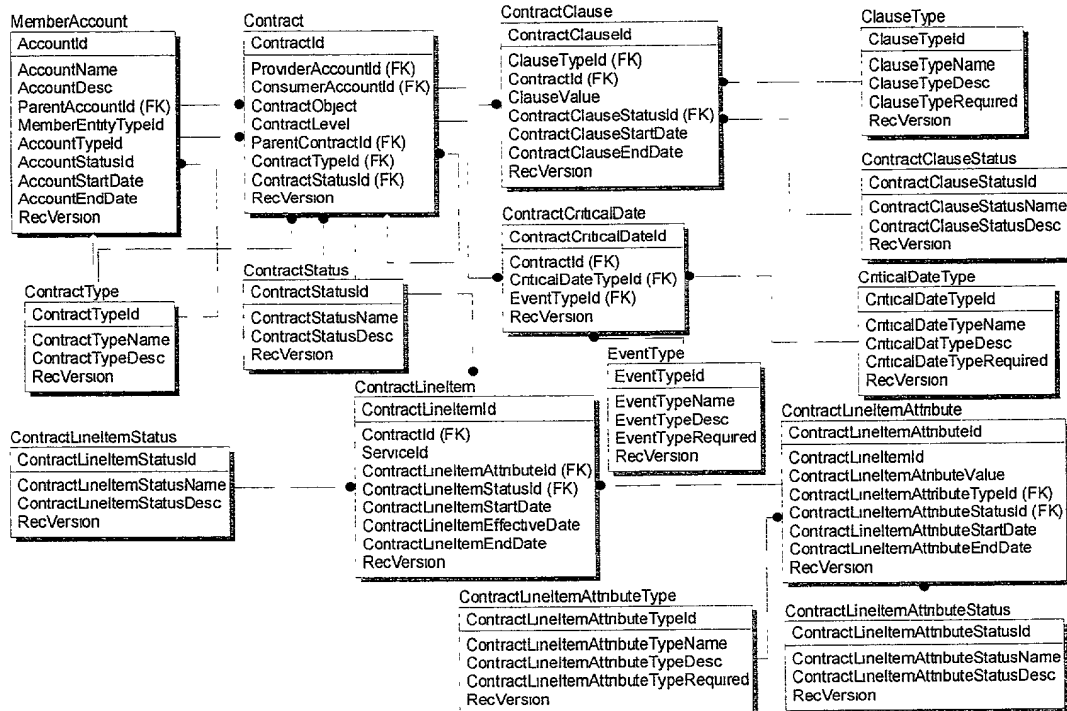 MemberAccount
AccountId
AccountName
AccountDesc
ParentAccountId (FK)
MemberEntityTypeId
AccountTypeId
AccountStatusId
AccountStartDate
AccountEndDate
RecVersion
Contract
ContractId
ProviderAccountId (FK)
ConsumerAccountId (FK)
ContractObject
ContractLevel
ParentContractId (FK)
ContractTypeId (FK)
ContractStatusId (FK)
RecVersion
ContractClause
ContractClauseId
ClauseTypeId (FK)
ContractId (FK)
ClauseValue
ContractClauseStatusId (FK)
ContractClauseStartDate
ContractClauseEndDate
RecVersion
ClauseType
ClauseTypeId
ClauseTypeName
ClauseTypeDesc
ClauseTypeRequired
RecVersion
ContractClauseStatus
ContractClauseStatusId
ContractClauseStatusName
ContractClauseStatusDesc
RecVersion
ContractCriticalDate
ContractCriticalDateId
ContractId (FK)
CriticalDateTypeId (FK)
EventTypeId (FK)
RecVersion
ContractStatus
ContractStatusId
ContractStatusName
ContractStatusDesc
RecVersion
ContractType
ContractTypeId
ContractTypeName
ContractTypeDesc
RecVersion
CriticalDateType
CriticalDateTypeId
CriticalDateTypeName
CriticalDatTypeDesc
CriticalDateTypeRequired
RecVersion
EventType
EventTypeId
EventTypeName
EventTypeDesc
EventTypeRequired
RecVersion
ContractLineItem
ContractLineItemId
ContractId (FK)
ServiceId
ContractLineItemAttributeId (FK)
ContractLineItemStatusId (FK)
ContractLineItemStartDate
ContractLineItemEffectiveDate
ContractLineItemEndDate
RecVersion
ContractLineItemStatus
ContractLineItemStatusId
ContractLineItemStatusName
ContractLineItemStatusDesc
RecVersion
ContractLineItemAttribute
ContractLineItemAttributeId
ContractLineItemId
ContractLineItemAtributeValue
ContractLineItemAttributeTypeId (FK)
ContractLineItemAttributeStatusId (FK)
ContractLineItemAttributeStartDate
ContractLineItemAttributeEndDate
RecVersion
ContractLineItemAttributeType
ContractLineItemAttributeTypeId
ContractLineItemAttributeTypeName
ContractLineItemAttributeTypeDesc
ContractLineItemAttributeTypeRequired
RecVersion
ContractLineItemAttributeStatus
ContractLineItemAttributeStatusId
ContractLineItemAttributeStatusName
ContractLineItemAttributeStatusDesc
RecVersion